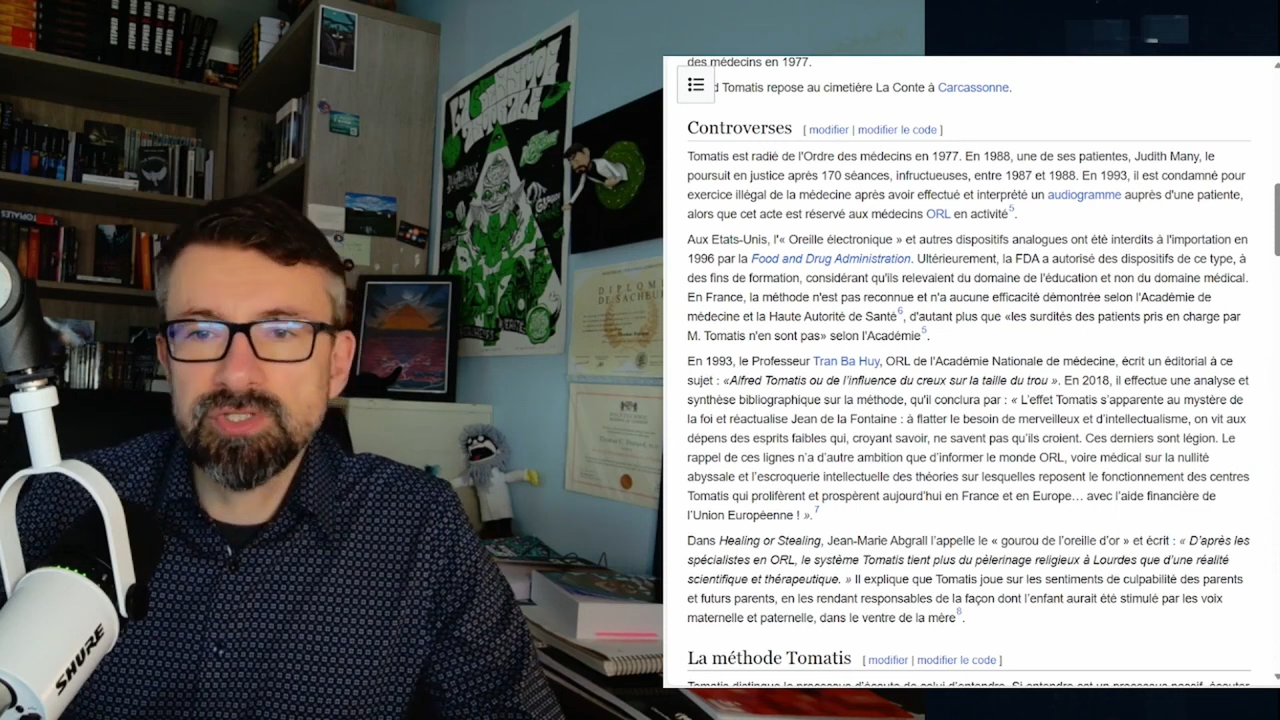 des médecins en 1977.
d Tomatis repose au cimetière La Conte à Carcassonne.
Controverses [ modifier | modifier le code ]
Tomatis est radié de l'Ordre des médecins en 1977. En 1988, une de ses patientes, Judith Many, le
poursuit en justice après 170 séances, infructueuses, entre 1987 et 1988. En 1993, il est condamné pour
exercice illégal de la médecine après avoir effectué et interprété un audiogramme auprès d'une patiente,
alors que cet acte est réservé aux médecins ORL en activité5.
Aux Etats-Unis, l'« Oreille électronique » et autres dispositifs analogues ont été interdits à l'importation en
1996 par la Food and Drug Administration. Ultérieurement, la FDA a autorisé des dispositifs de ce type, à
des fins de formation, considérant qu'ils relevaient du domaine de l'éducation et non du domaine médical.
En France, la méthode n'est pas reconnue et n'a aucune efficacité démontrée selon l'Académie de
médecine et la Haute Autorité de Santé6, d'autant plus que «les surdités des patients pris en charge par
M. Tomatis n'en sont pas» selon l'Académie5.
En 1993, le Professeur Tran Ba Huy, ORL de l'Académie Nationale de médecine, écrit un éditorial à ce
sujet : «Alfred Tomatis ou de l'influence du creux sur la taille du trou ». En 2018, il effectue une analyse et
synthèse bibliographique sur la méthode, qu'il conclura par : « L'effet Tomatis s'apparente au mystère de
la foi et réactualise Jean de la Fontaine : à flatter le besoin de merveilleux et d'intellectualisme, on vit aux
dépens des esprits faibles qui, croyant savoir, ne savent pas qu'ils croient. Ces derniers sont légion. Le
rappel de ces lignes n'a d'autre ambition que d'informer le monde ORL, voire médical sur la nullité
abyssale et l'escroquerie intellectuelle des théories sur lesquelles reposent le fonctionnement des centres
Tomatis qui prolifèrent et prospèrent aujourd'hui en France et en Europe… avec l'aide financière de
l'Union Européenne ! ».7
Dans Healing or Stealing, Jean-Marie Abgrall l'appelle le « gourou de l'oreille d'or » et écrit : « D'après les
spécialistes en ORL, le système Tomatis tient plus du pèlerinage religieux à Lourdes que d'une réalité
scientifique et thérapeutique. » Il explique que Tomatis joue sur les sentiments de culpabilité des parents
et futurs parents, en les rendant responsables de la façon dont l'enfant aurait été stimulé par les voix
maternelle et paternelle, dans le ventre de la mère8.
La méthode Tomatis [ modifier | modifier le code ]
SHURE